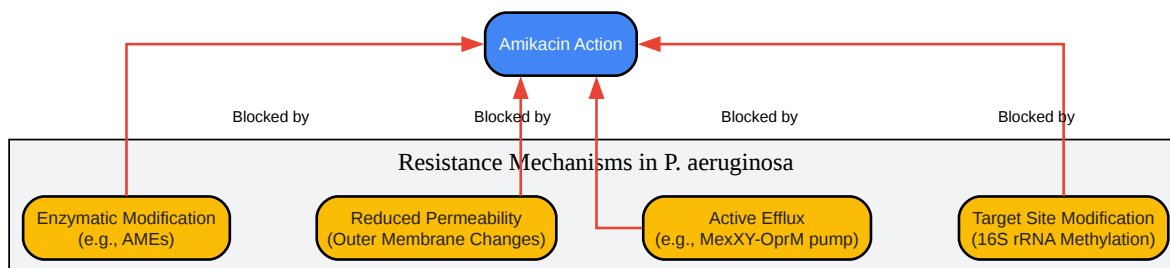 Amikacin Action
Blocked by
Blocked by
Blocked by
Blocked by
Resistance Mechanisms in P. aeruginosa
Enzymatic Modification
(e.g., AMEs)
Reduced Permeability
(Outer Membrane Changes)
Active Efflux
(e.g., MexXY-OprM pump)
Target Site Modification
(16S rRNA Methylation)